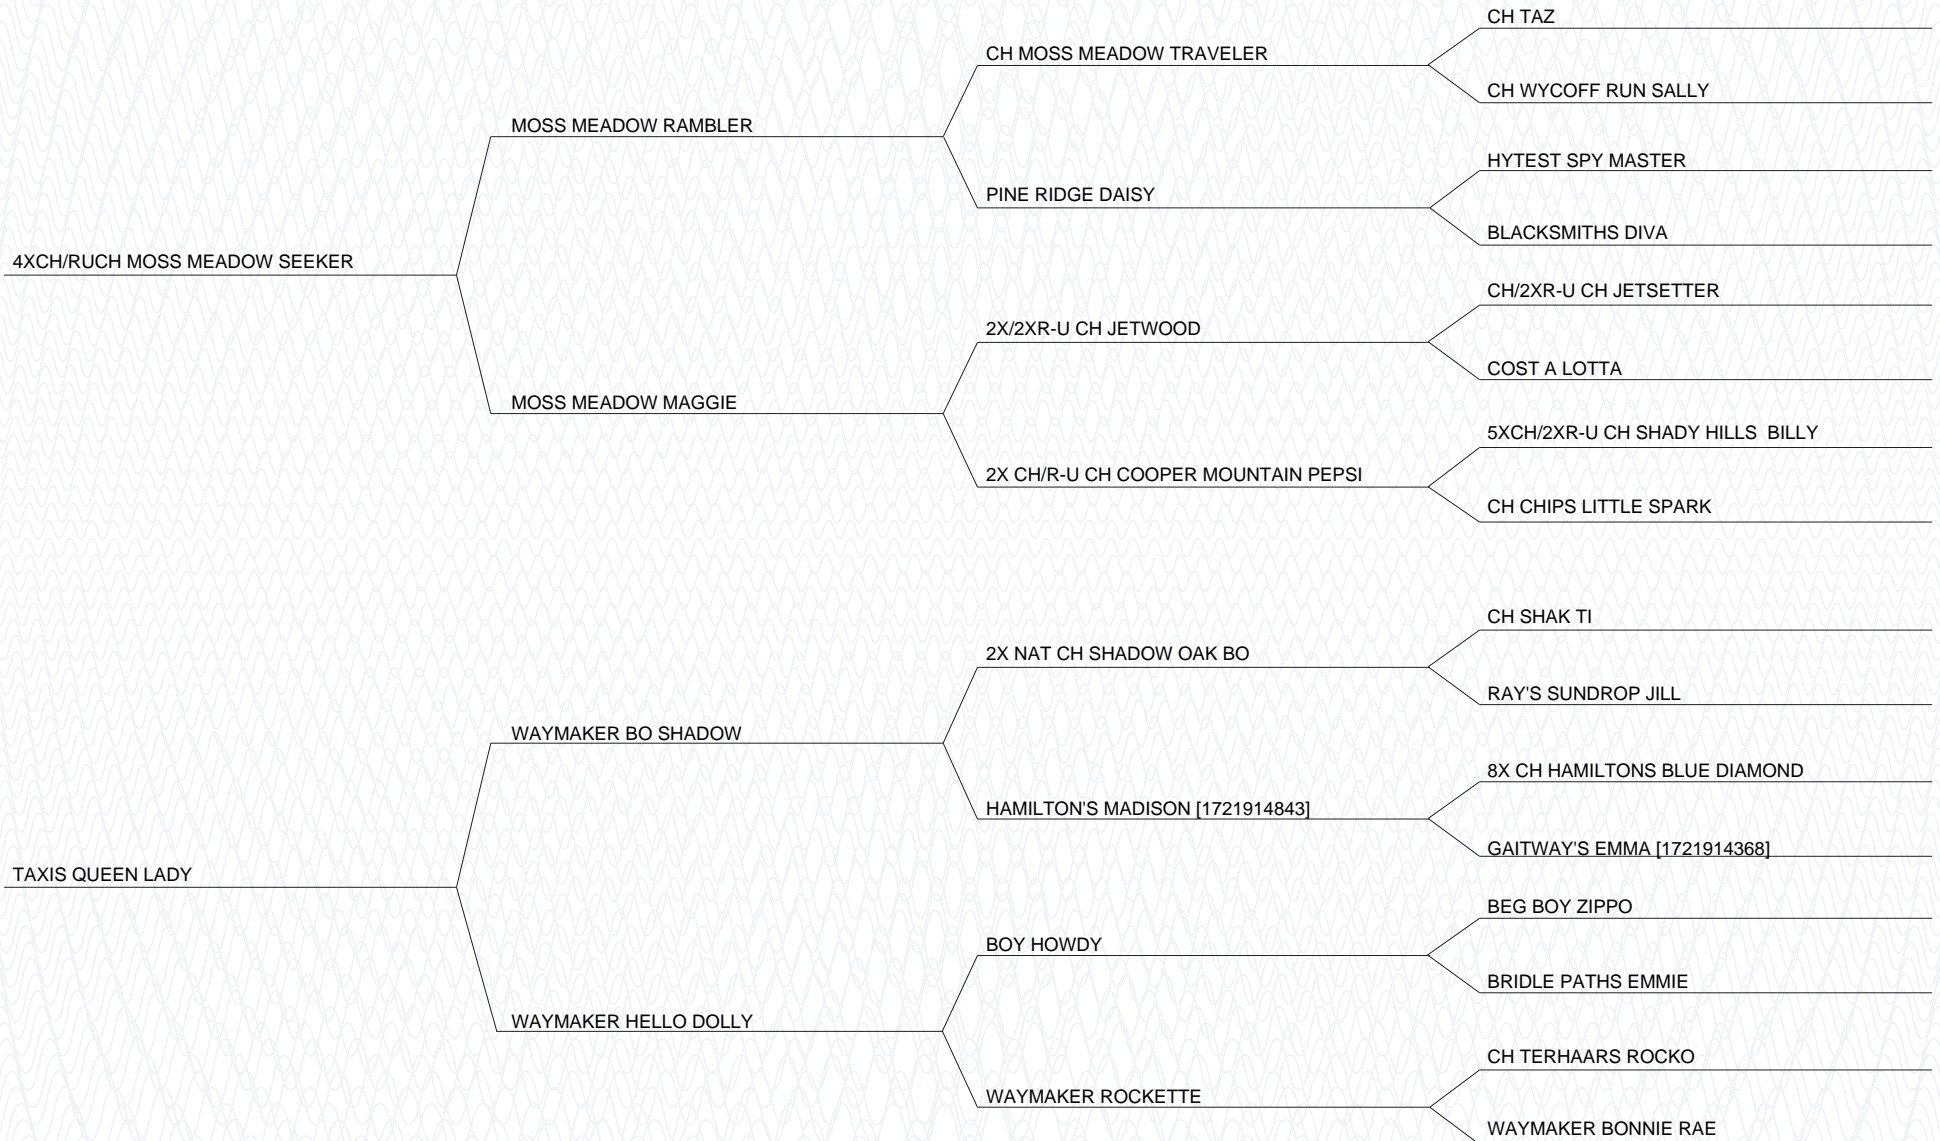 CH TAZ
CH MOSS MEADOW TRAVELER
CH WYCOFF RUN SALLY
MOSS MEADOW RAMBLER
HYTEST SPY MASTER
PINE RIDGE DAISY
BLACKSMITHS DIVA
4XCH/RUCH MOSS MEADOW SEEKER
CH/2XR-U CH JETSETTER
2X/2XR-U CH JETWOOD
COST A LOTTA
MOSS MEADOW MAGGIE
5XCH/2XR-U CH SHADY HILLS  BILLY
2X CH/R-U CH COOPER MOUNTAIN PEPSI
CH CHIPS LITTLE SPARK
CH SHAK TI
2X NAT CH SHADOW OAK BO
RAY'S SUNDROP JILL
WAYMAKER BO SHADOW
8X CH HAMILTONS BLUE DIAMOND
HAMILTON'S MADISON [1721914843]
GAITWAY'S EMMA [1721914368]
TAXIS QUEEN LADY
BEG BOY ZIPPO
BOY HOWDY
BRIDLE PATHS EMMIE
WAYMAKER HELLO DOLLY
CH TERHAARS ROCKO
WAYMAKER ROCKETTE
WAYMAKER BONNIE RAE